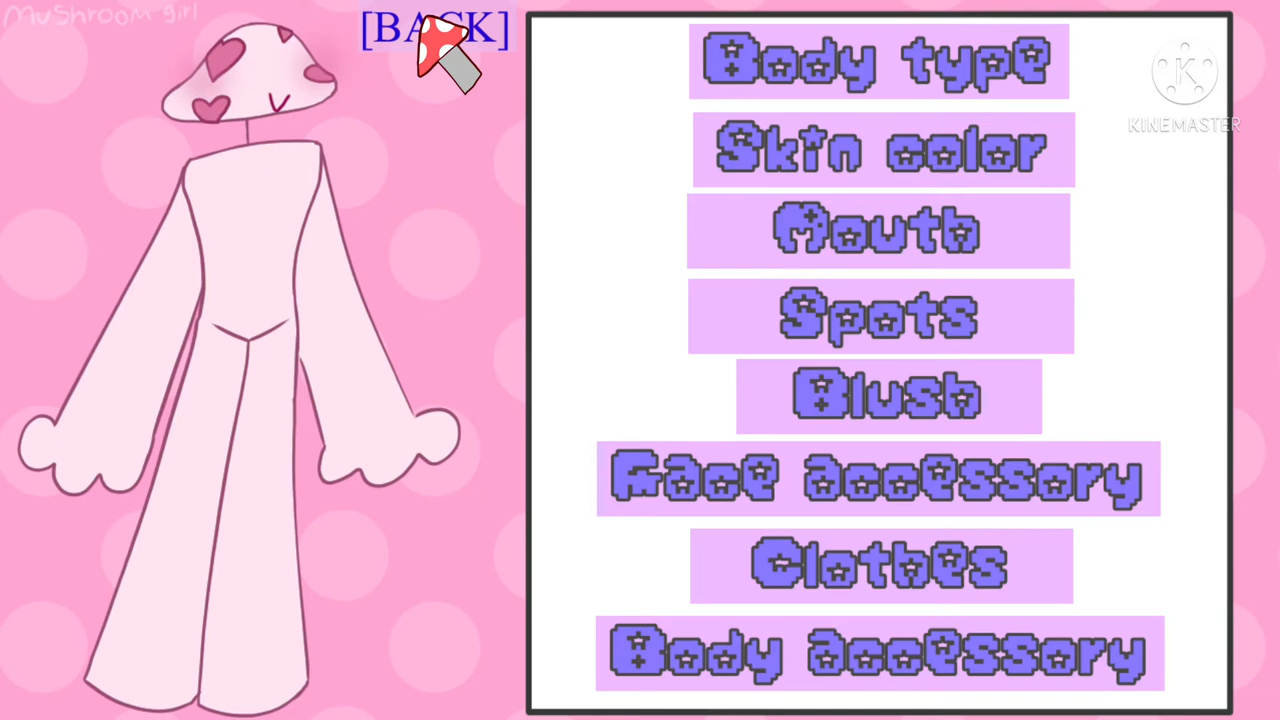 MuShroom girl
[BACK]
Body type
K
KINEMASTER
Skin color
Mouth
Spots
Blush
Face accessory
Clothes
Body accessory